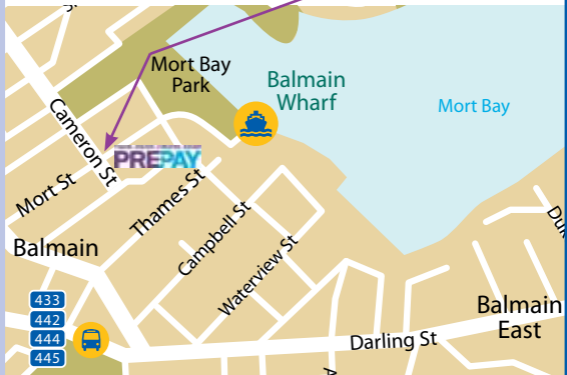 Mort Bay
Park
Balmain
Wharf
Mort Bay
Cameron St
PREPAY
Mort St
Thames St
Campbell St
Waterview St
Balmain
433
442
444
445
Darling St
Balmain
East